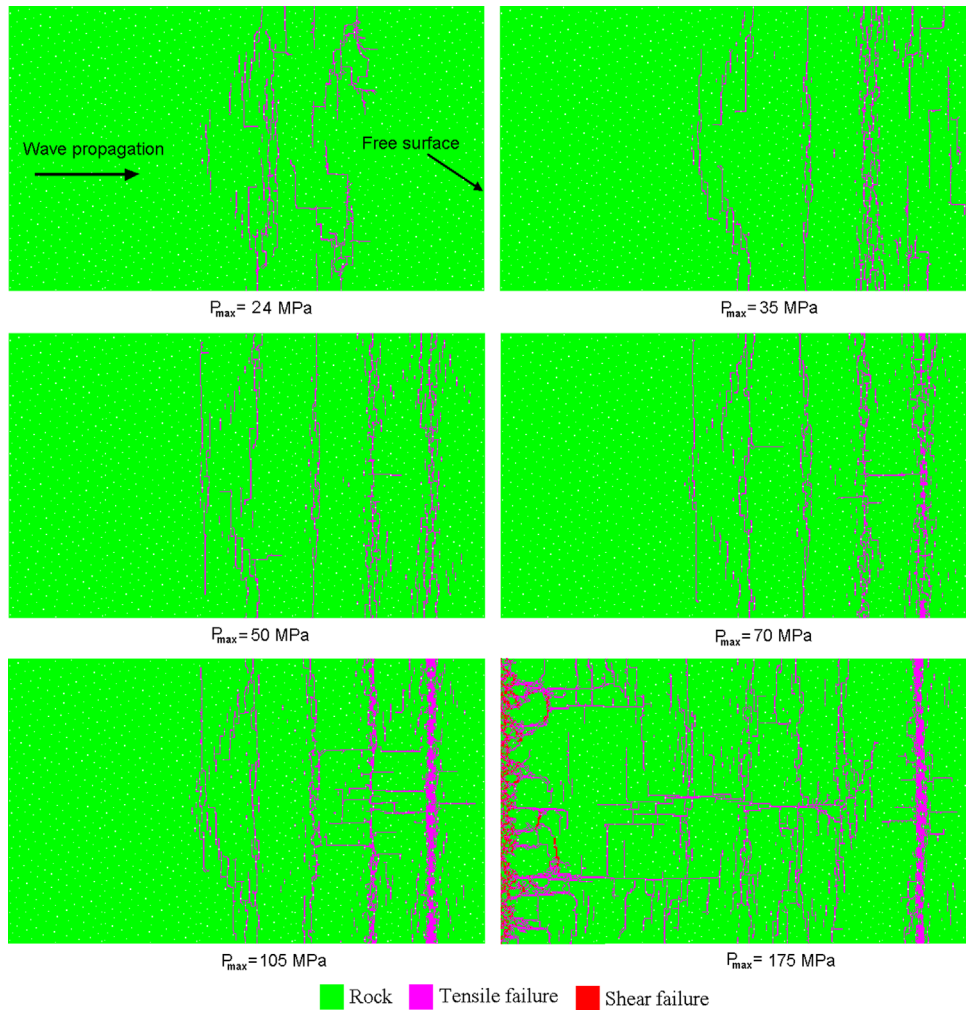 Wave propagation
Free surface
Pmax = 24 MPa
Pmax = 35 MPa
Pmax = 50 MPa
Pmax = 70 MPa
Pmax = 105 MPa
Pmax = 175 MPa
Rock Tensile failure Shear failure